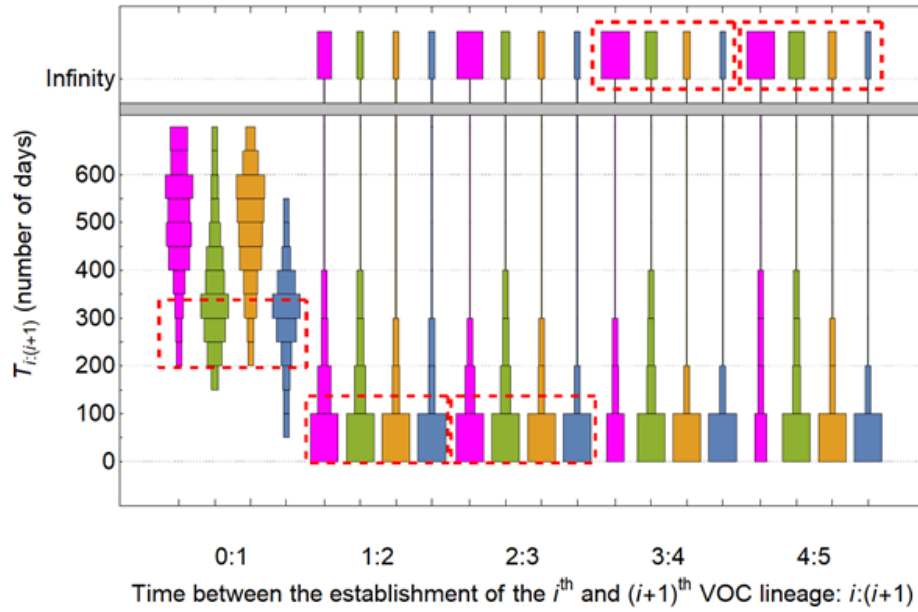 Infinity
600
500
400
300
200
100
0
T i:(i+1) (number of days)
0:1 1:2 2:3 3:4 4:5
Time between the establishment of the ith and (i+1)th VOC lineage: i:(i+1)